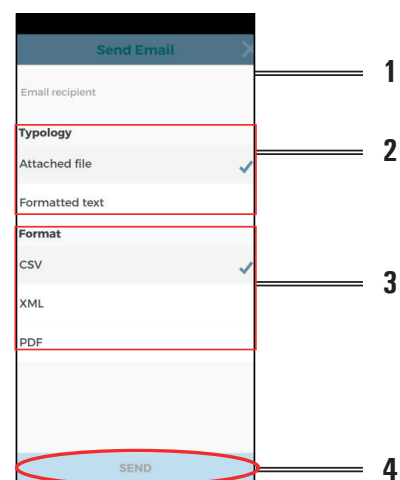 Send Email
1
Email recipient
Typology
2
Attached file
Formatted text
Format
CSV
3
XML
PDF
SEND
4